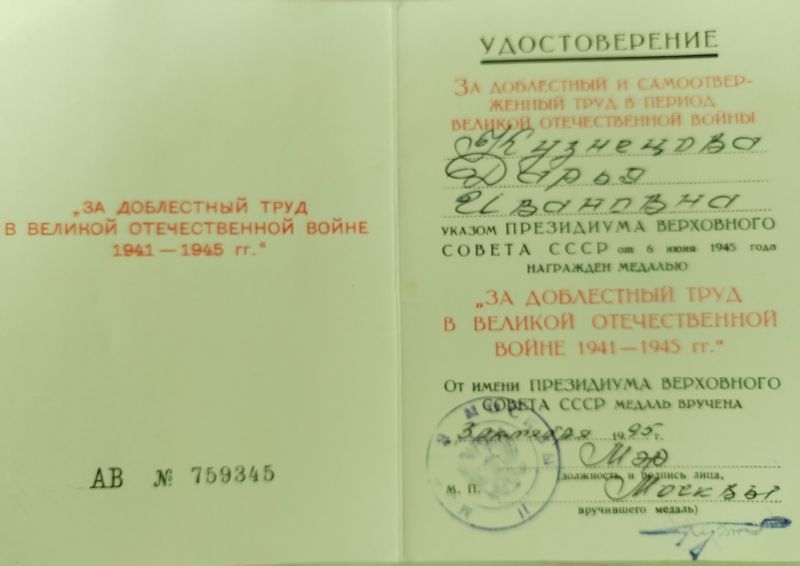 „ЗА ДОБЛЕСТНЫЙ ТРУД
В ВЕЛИКОЙ ОТЕЧЕСТВЕННОЙ ВОЙНЕ
1941 — 1945 гг.“
АВ № 759345
УДОСТОВЕРЕНИЕ
ЗА ДОБЛЕСТНЫЙ И САМООТВЕР-
ЖЕННЫЙ ТРУД В ПЕРИОД
ВЕЛИКОЙ ОТЕЧЕСТВЕННОЙ ВОЙНЫ
Кузнецова
Дарья
Ивановна
УКАЗОМ ПРЕЗИДИУМА ВЕРХОВНОГО
СОВЕТА СССР от 6 июня 1945 года
НАГРАЖДЕН МЕДАЛЬЮ
„ЗА ДОБЛЕСТНЫЙ ТРУД
В ВЕЛИКОЙ ОТЕЧЕСТВЕННОЙ
ВОЙНЕ 1941 — 1945 гг.“
От имени ПРЕЗИДИУМА ВЕРХОВНОГО
СОВЕТА СССР МЕДАЛЬ ВРУЧЕНА
3 октября 1995 г.
Мэр
(должность и подпись лица,
М. П. Москвы
вручившего медаль)